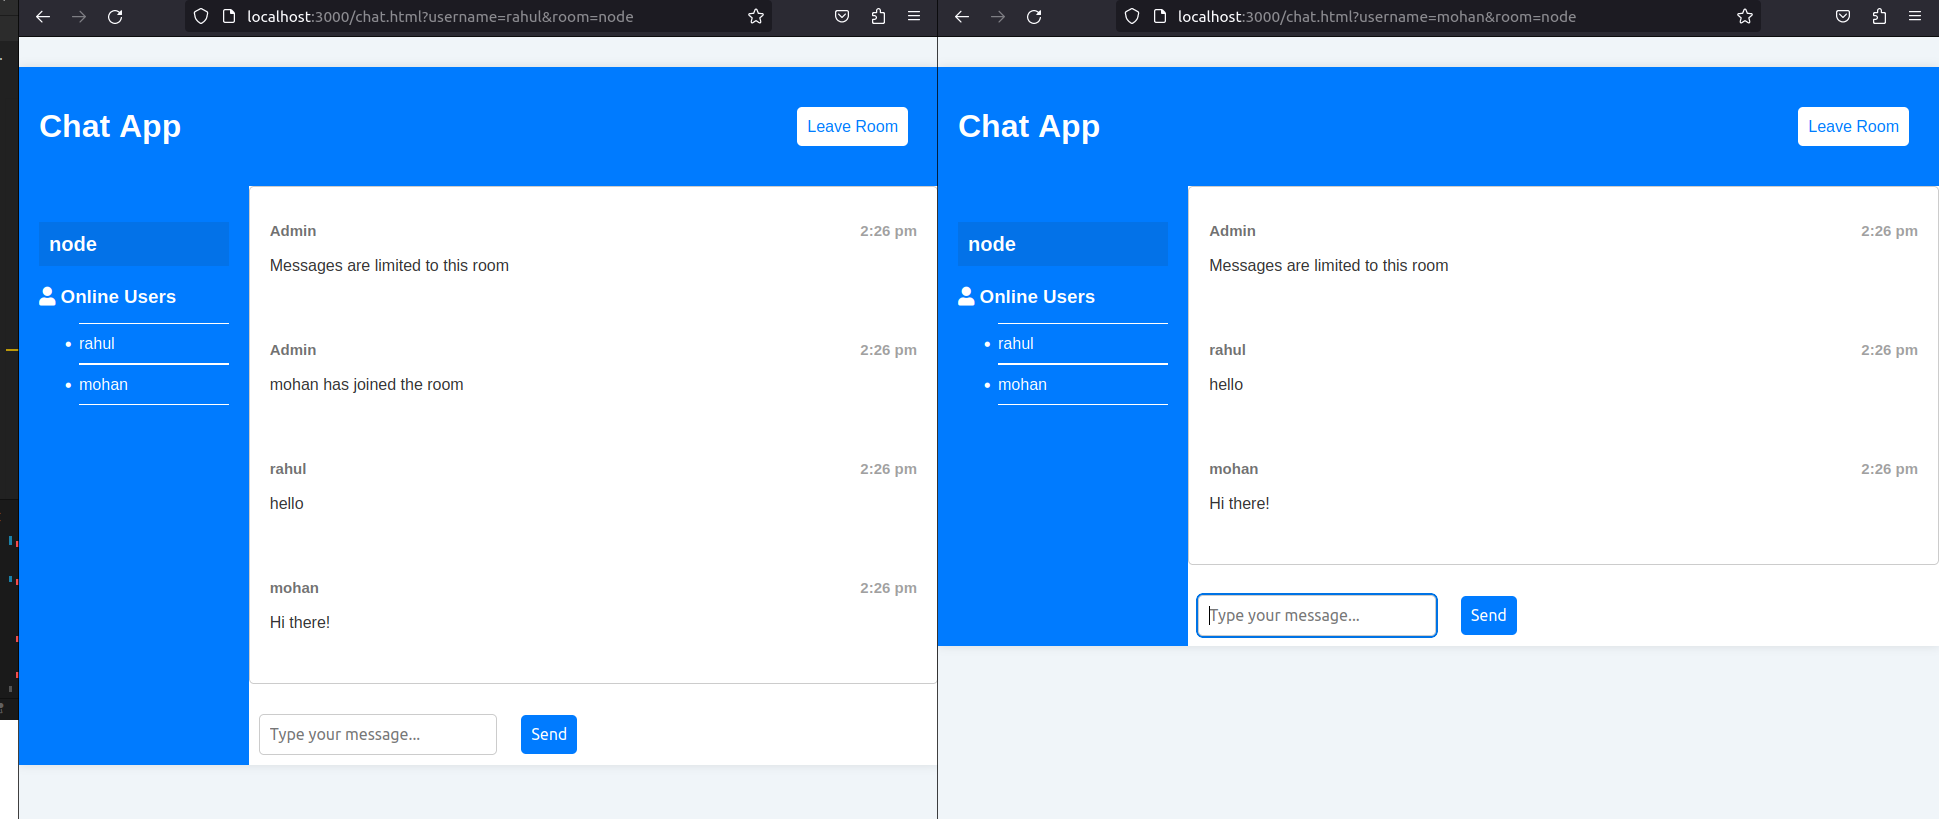 localhost:3000/chat.html?username=rahul&room=node
Chat App
Leave Room
node
Online Users
• rahul
• mohan
Admin 2:26 pm
Messages are limited to this room
Admin 2:26 pm
mohan has joined the room
rahul 2:26 pm
hello
mohan 2:26 pm
Hi there!
Type your message...
Send
localhost:3000/chat.html?username=mohan&room=node
Chat App
Leave Room
node
Online Users
• rahul
• mohan
Admin 2:26 pm
Messages are limited to this room
rahul 2:26 pm
hello
mohan 2:26 pm
Hi there!
Type your message...
Send